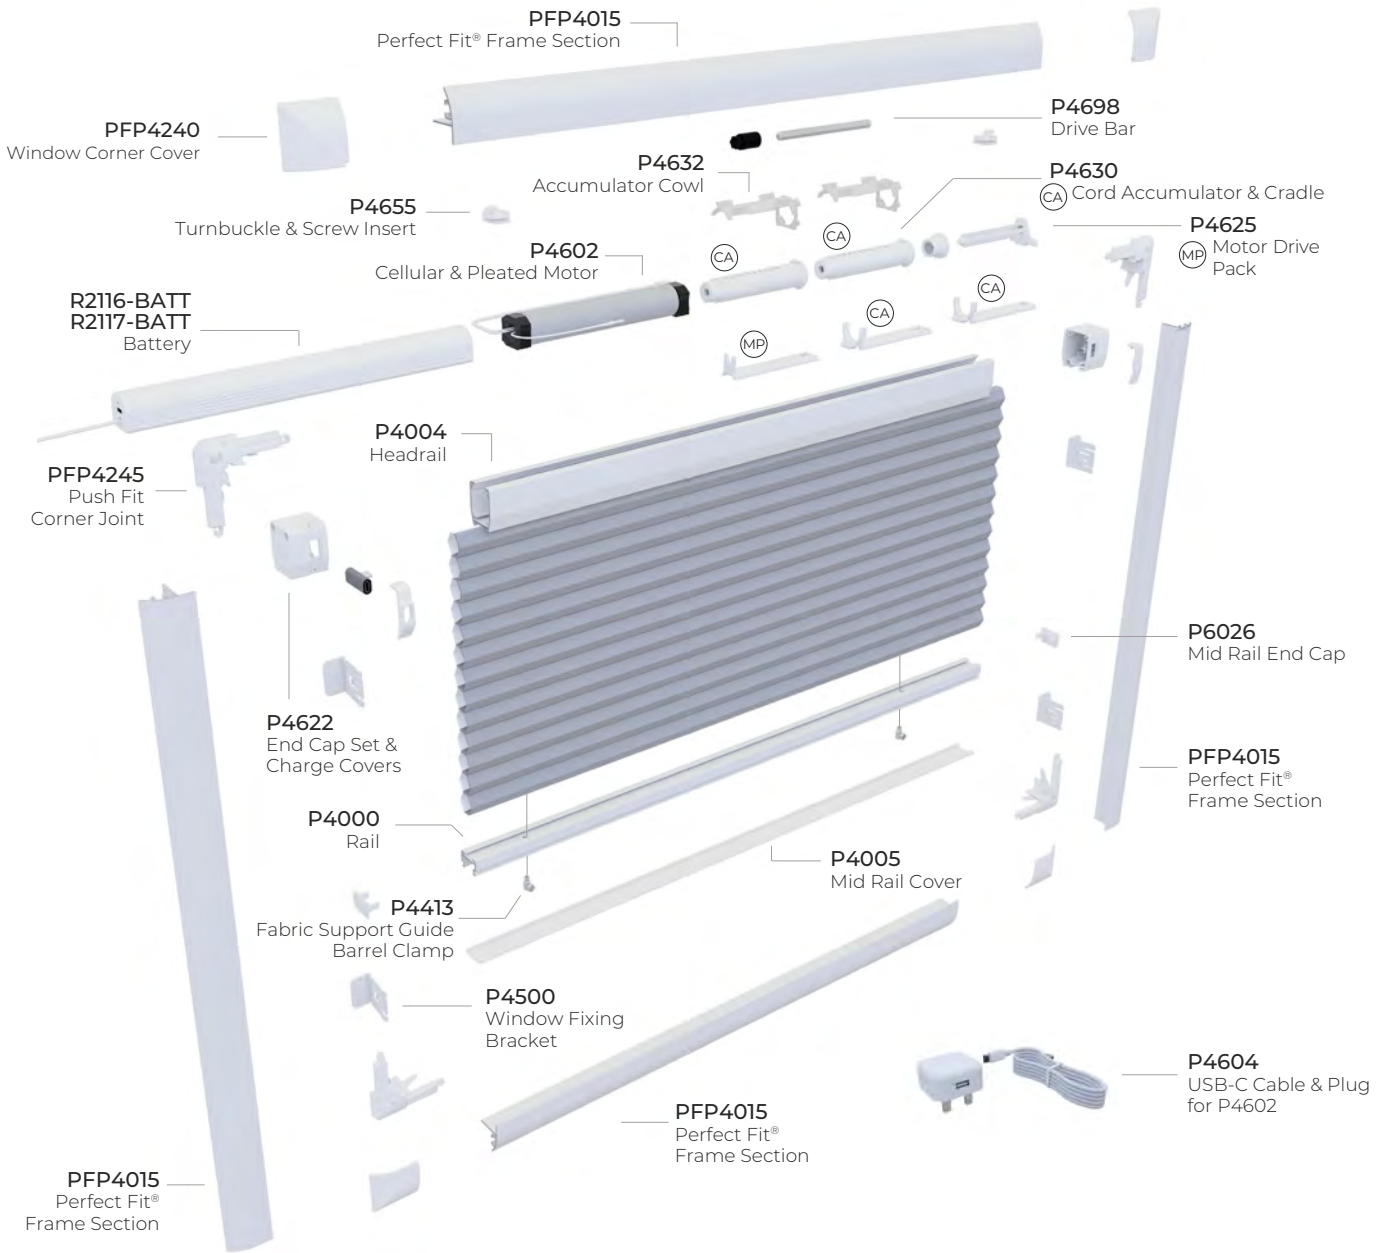 PFP4015
Perfect Fit® Frame Section
PFP4240
Window Corner Cover
P4698
Drive Bar
P4632
Accumulator Cowl
P4630
CA Cord Accumulator & Cradle
P4655
Turnbuckle & Screw Insert
P4625
MP Motor Drive
Pack
P4602
Cellular & Pleated Motor
CA
CA
R2116-BATT
R2117-BATT
Battery
CA
CA
MP
P4004
Headrail
PFP4245
Push Fit
Corner Joint
P6026
Mid Rail End Cap
P4622
End Cap Set &
Charge Covers
PFP4015
Perfect Fit®
Frame Section
P4000
Rail
P4005
Mid Rail Cover
P4413
Fabric Support Guide
Barrel Clamp
P4500
Window Fixing
Bracket
P4604
USB-C Cable & Plug
for P4602
PFP4015
Perfect Fit®
Frame Section
PFP4015
Perfect Fit®
Frame Section